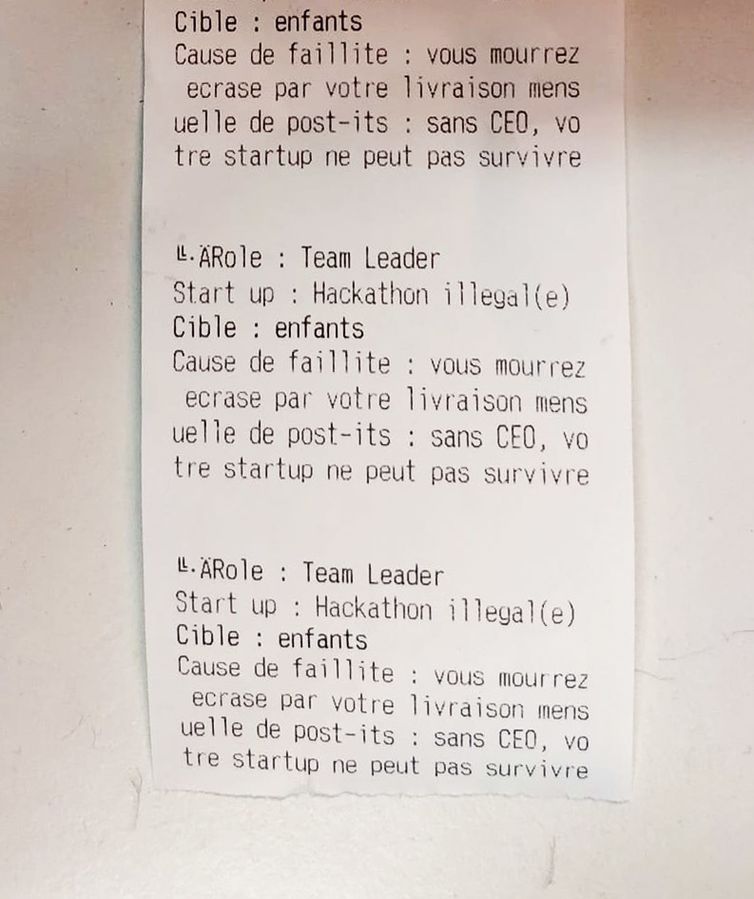 Cible : enfants
Cause de faillite : vous mourrez
 ecrase par votre livraison mens
uelle de post-its : sans CEO, vo
tre startup ne peut pas survivre
╙·ÄRole : Team Leader
Start up : Hackathon illegal(e)
Cible : enfants
Cause de faillite : vous mourrez
 ecrase par votre livraison mens
uelle de post-its : sans CEO, vo
tre startup ne peut pas survivre
╙·ÄRole : Team Leader
Start up : Hackathon illegal(e)
Cible : enfants
Cause de faillite : vous mourrez
 ecrase par votre livraison mens
uelle de post-its : sans CEO, vo
tre startup ne peut pas survivre